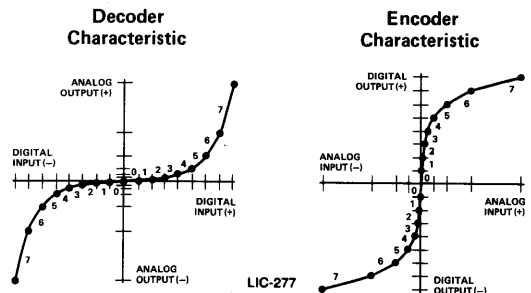 Decoder
Characteristic
ANALOG
OUTPUT (+)
7
6
5
4
3
2
1
0
DIGITAL
INPUT (−)
0
1
2
3
4
5
6
7
DIGITAL
INPUT (+)
ANALOG
OUTPUT (−)
LIC-277
Encoder
Characteristic
DIGITAL
OUTPUT (+)
7
6
5
4
3
2
1
0
ANALOG
INPUT (−)
0
1
2
3
4
5
6
7
ANALOG
INPUT (+)
DIGITAL
OUTPUT (−)